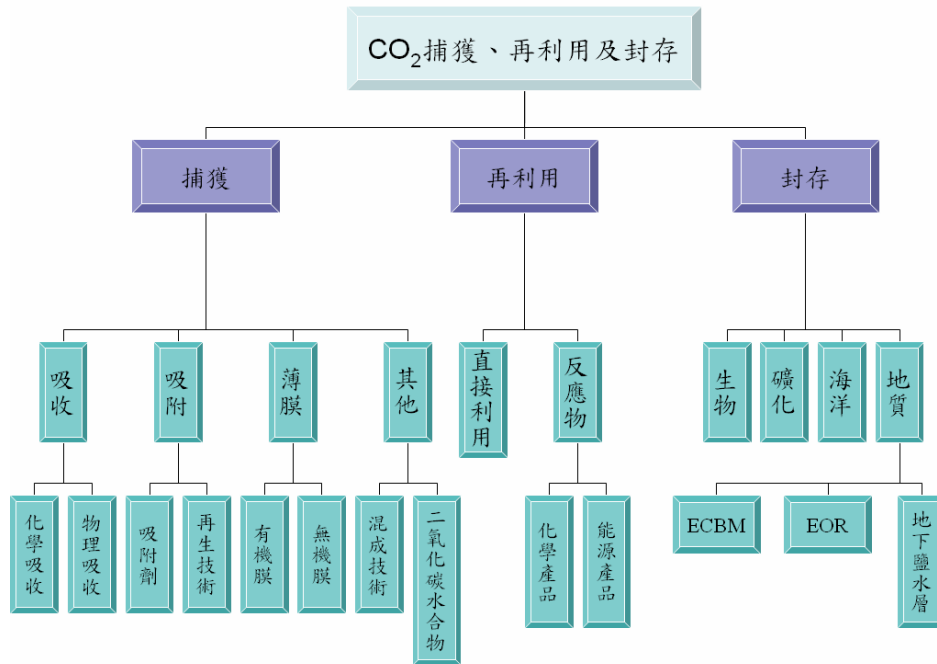 CO₂捕獲、再利用及封存
捕獲
再利用
封存
吸收
吸附
薄膜
其他
直接利用
反應物
生物
礦化
海洋
地質
化學吸收
物理吸收
吸附劑
再生技術
有機膜
無機膜
混成技術
二氧化碳水合物
化學產品
能源產品
ECBM
EOR
地下鹽水層